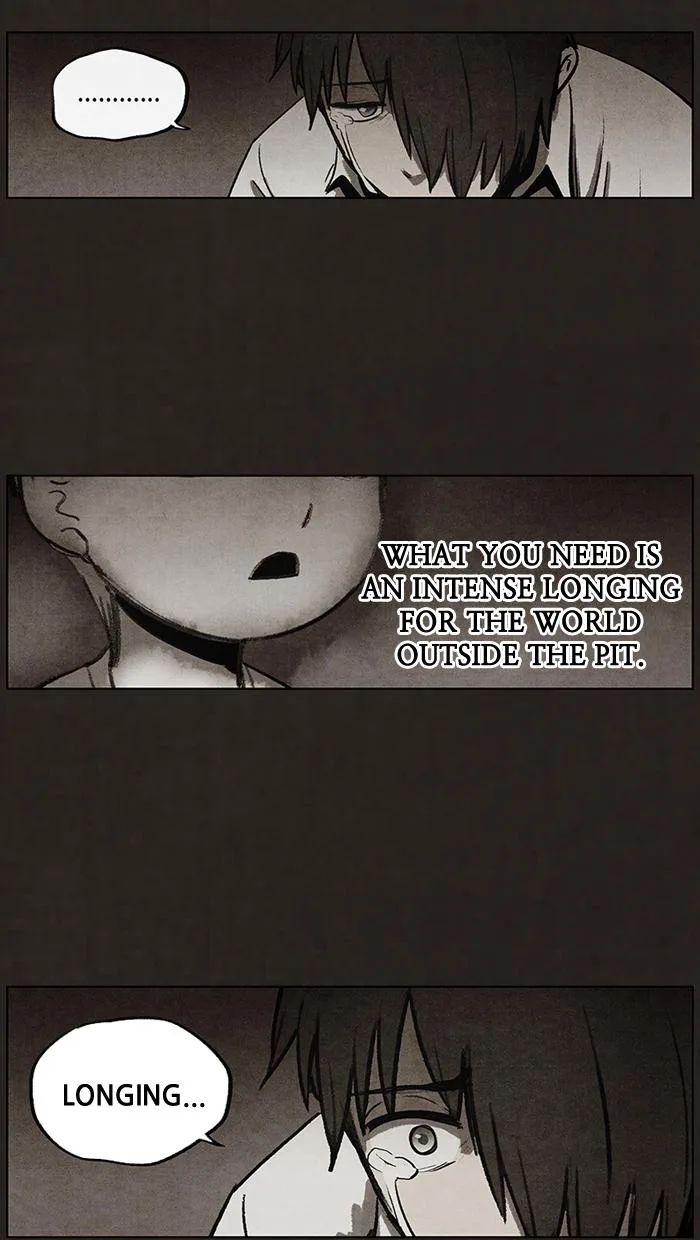 .............
WHAT YOU NEED IS
AN INTENSE LONGING
FOR THE WORLD
OUTSIDE THE PIT.
LONGING...